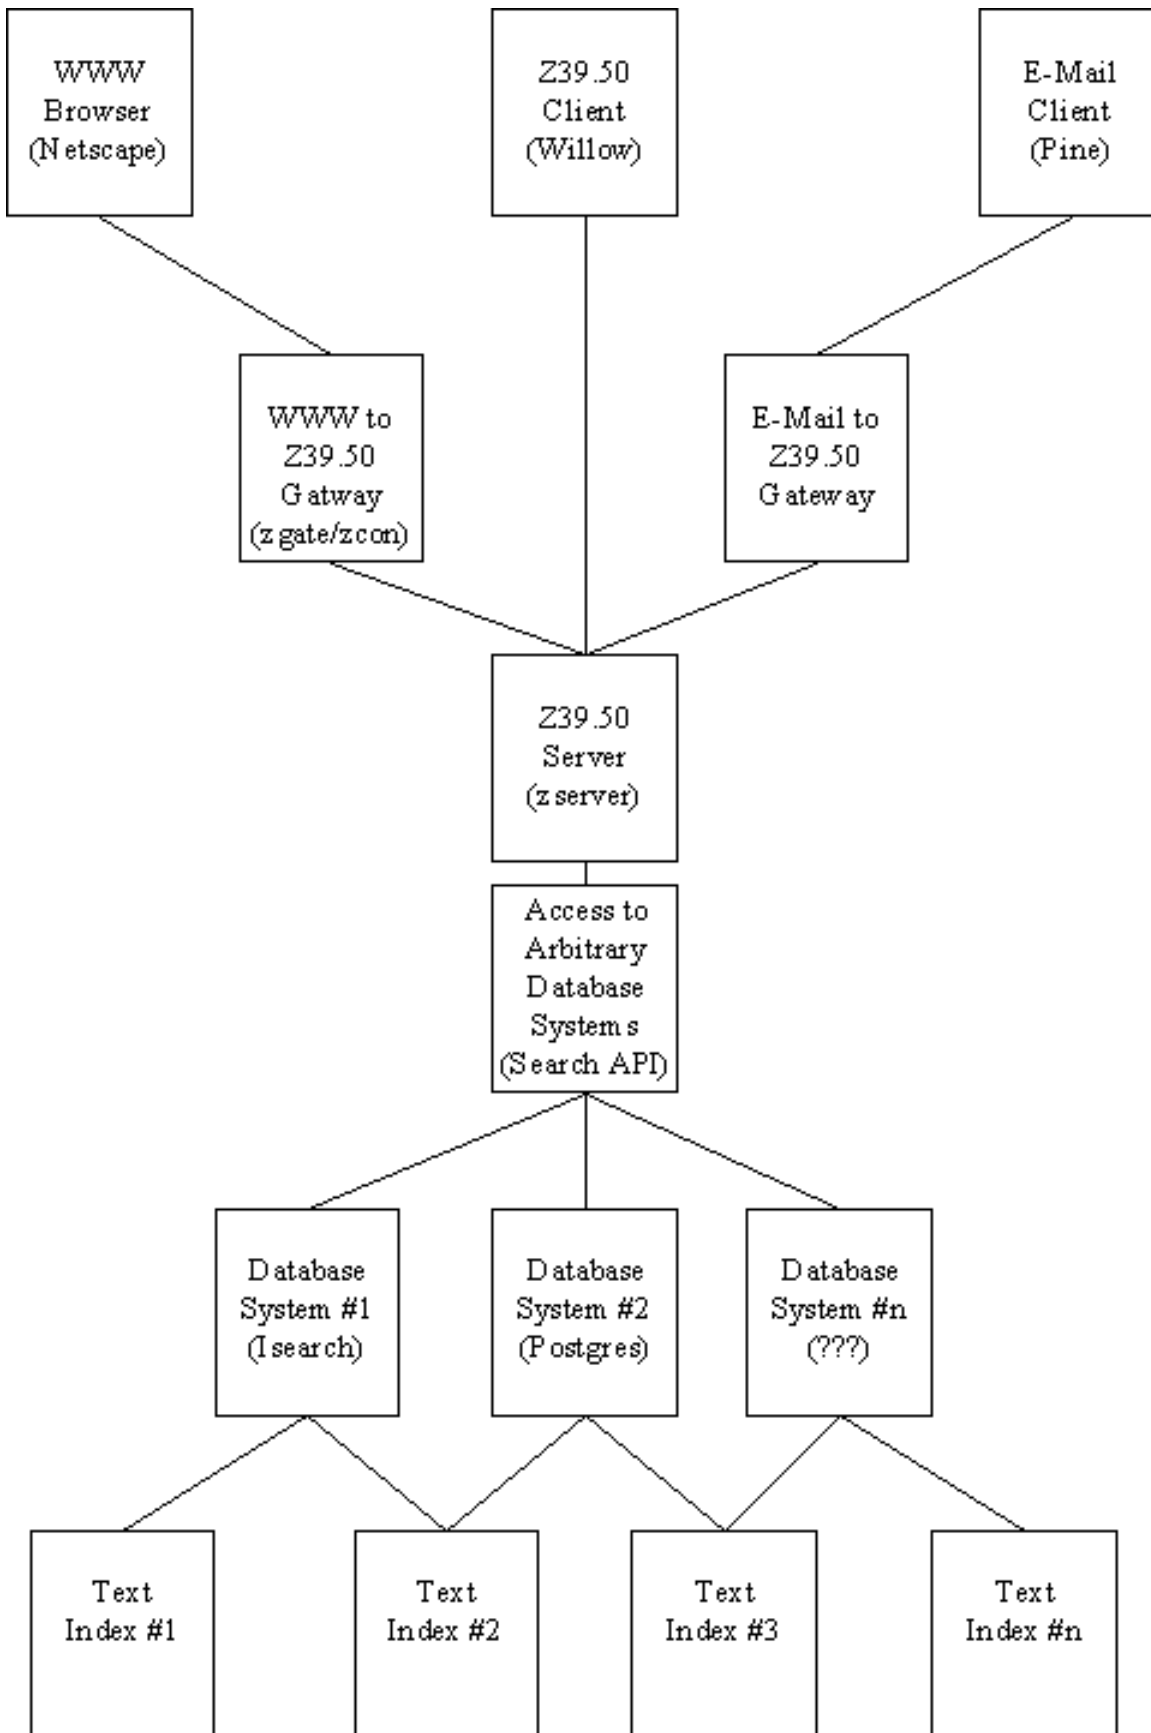 WWW
Browser
(Netscape)
Z39.50
Client
(Willow)
E-Mail
Client
(Pine)
WWW to
Z39.50
Gatway
(zgate/zcon)
E-Mail to
Z39.50
Gateway
Z39.50
Server
(zserver)
Access to
Arbitrary
Database
Systems
(Search API)
Database
System #1
(Isearch)
Database
System #2
(Postgres)
Database
System #n
(???)
Text
Index #1
Text
Index #2
Text
Index #3
Text
Index #n